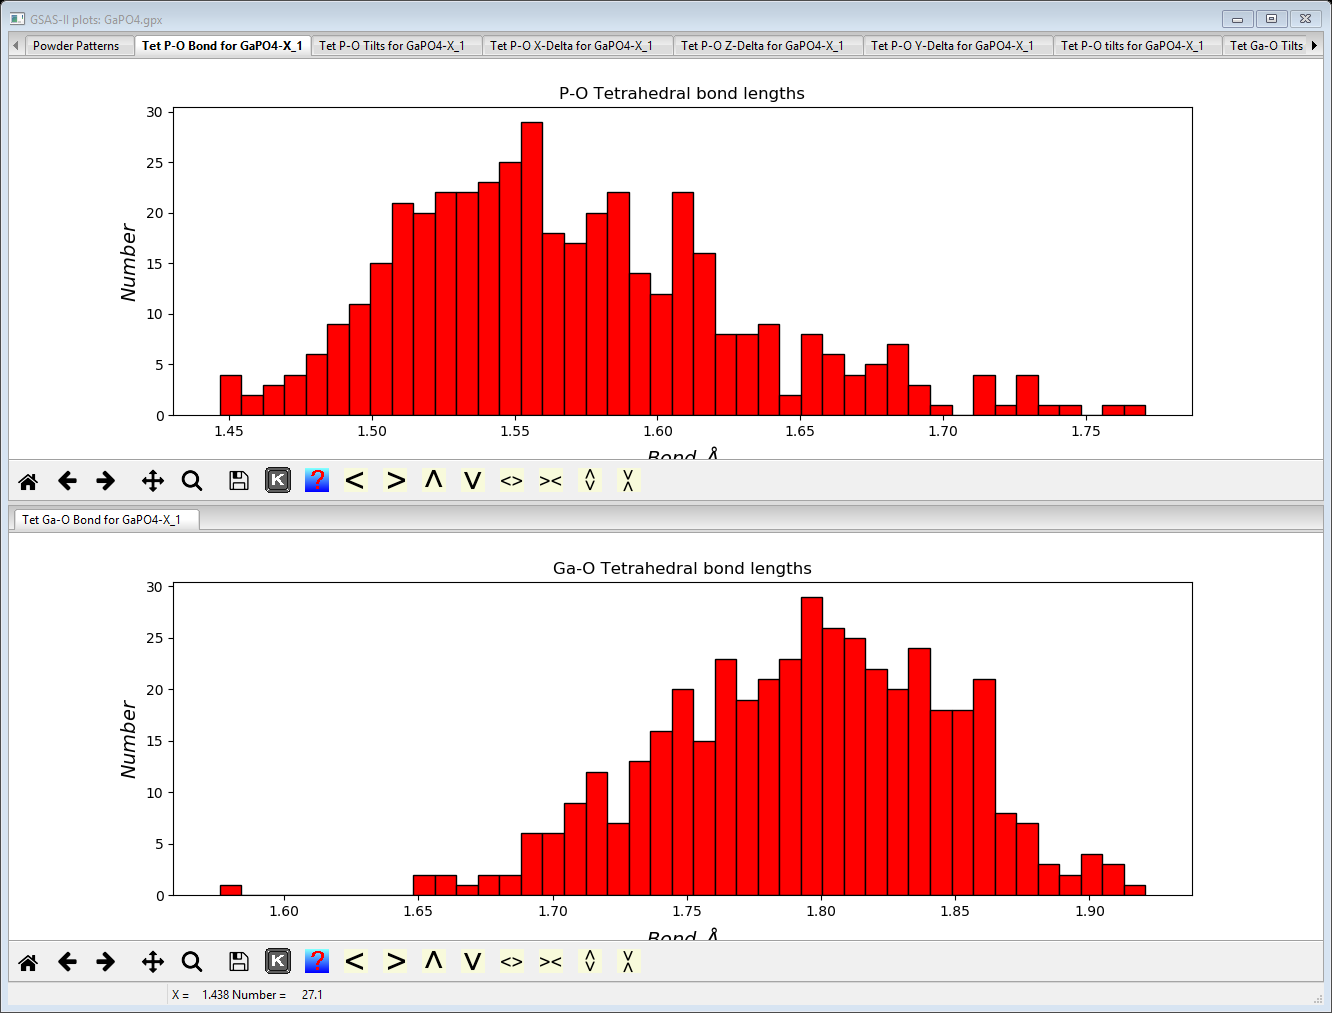 GSAS-II plots: GaPO4.gpx
Powder Patterns
Tet P-O Bond for GaPO4-X_1
Tet P-O Tilts for GaPO4-X_1
Tet P-O X-Delta for GaPO4-X_1
Tet P-O Z-Delta for GaPO4-X_1
Tet P-O Y-Delta for GaPO4-X_1
Tet P-O tilts for GaPO4-X_1
Tet Ga-O Tilts
P-O Tetrahedral bond lengths
30
25
20
15
10
5
0
Number
1.45 1.50 1.55 1.60 1.65 1.70 1.75
Bond, Å
K ? < > Λ V <> ><
Tet Ga-O Bond for GaPO4-X_1
Ga-O Tetrahedral bond lengths
30
25
20
15
10
5
0
Number
1.60 1.65 1.70 1.75 1.80 1.85 1.90
Bond, Å
K ? < > Λ V <> ><
X = 1.438 Number = 27.1